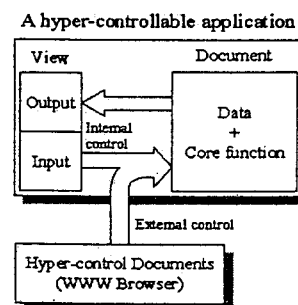 A hyper-controllable application
View
Document
Output
Internal
control
Input
Data
+
Core function
External control
Hyper-control Documents
(WWW Browser)